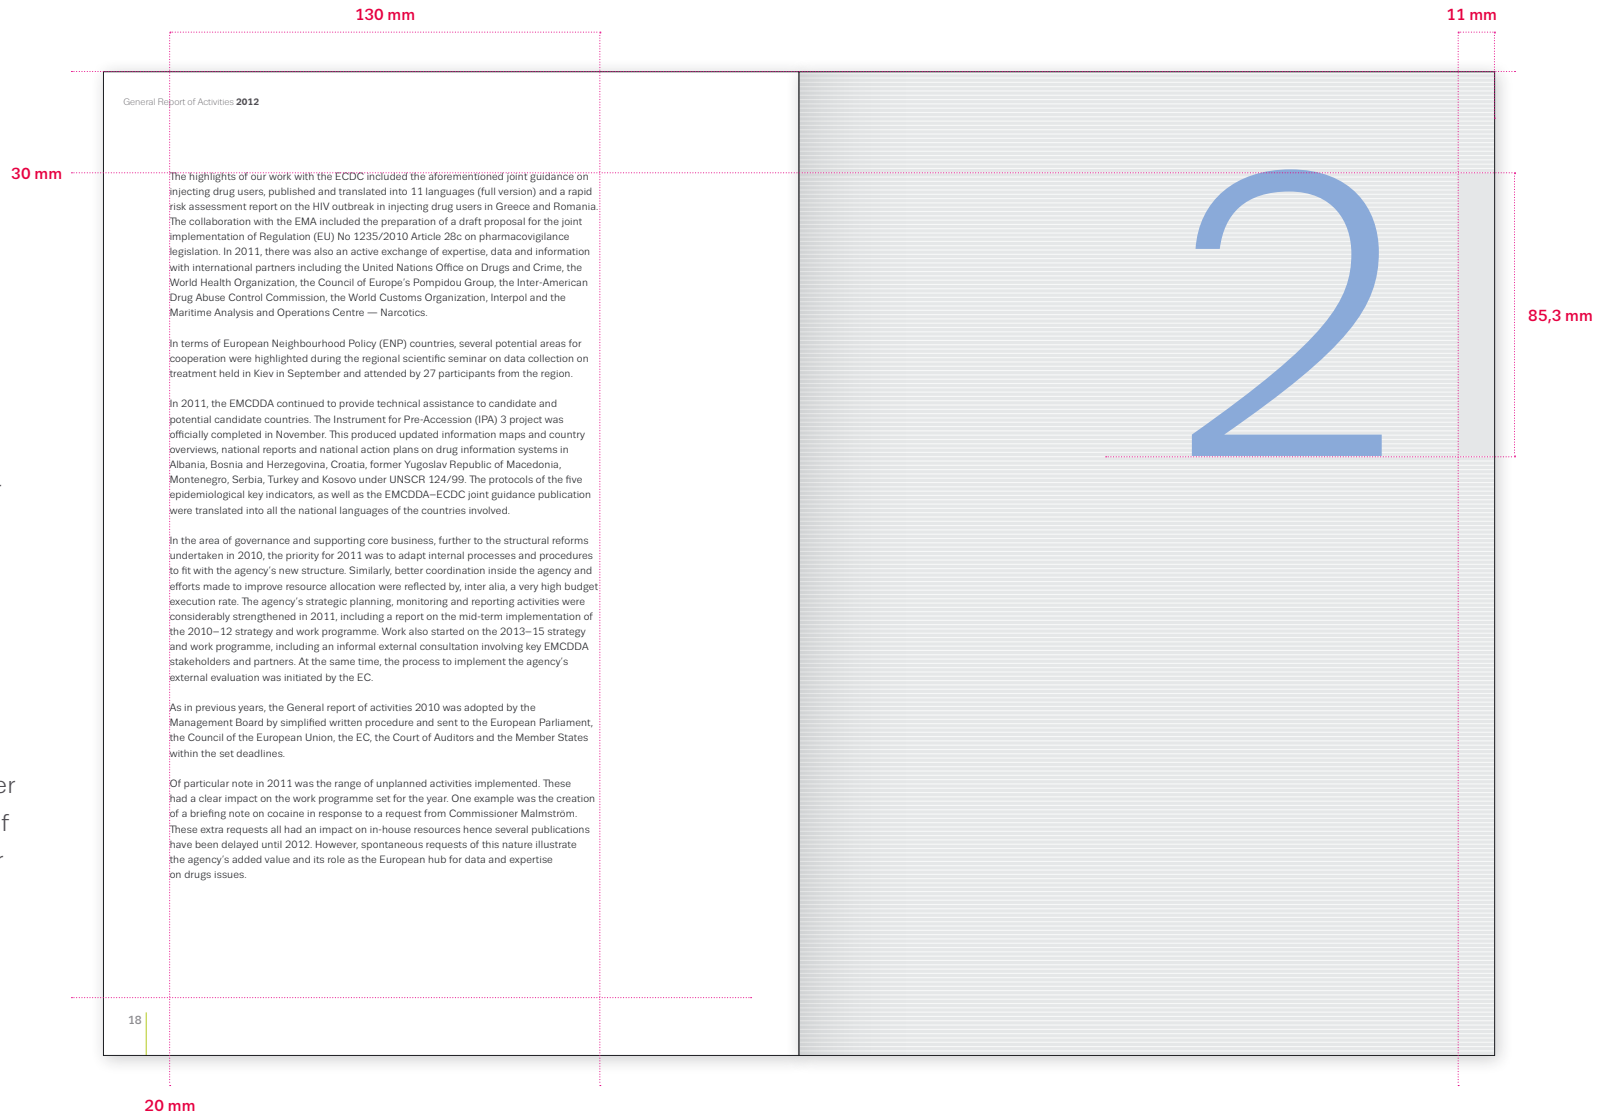 130 mm
11 mm
General Report of Activities 2012
30 mm
The highlights of our work with the ECDC included the aforementioned joint guidance on
injecting drug users, published and translated into 11 languages (full version) and a rapid
risk assessment report on the HIV outbreak in injecting drug users in Greece and Romania.
The collaboration with the EMA included the preparation of a draft proposal for the joint
implementation of Regulation (EU) No 1235/2010 Article 28c on pharmacovigilance
legislation. In 2011, there was also an active exchange of expertise, data and information
with international partners including the United Nations Office on Drugs and Crime, the
World Health Organization, the Council of Europe's Pompidou Group, the Inter-American
Drug Abuse Control Commission, the World Customs Organization, Interpol and the
Maritime Analysis and Operations Centre — Narcotics.
In terms of European Neighbourhood Policy (ENP) countries, several potential areas for
cooperation were highlighted during the regional scientific seminar on data collection on
treatment held in Kiev in September and attended by 27 participants from the region.
In 2011, the EMCDDA continued to provide technical assistance to candidate and
potential candidate countries. The Instrument for Pre-Accession (IPA) 3 project was
officially completed in November. This produced updated information maps and country
overviews, national reports and national action plans on drug information systems in
Albania, Bosnia and Herzegovina, Croatia, former Yugoslav Republic of Macedonia,
Montenegro, Serbia, Turkey and Kosovo under UNSCR 124/99. The protocols of the five
epidemiological key indicators, as well as the EMCDDA–ECDC joint guidance publication
were translated into all the national languages of the countries involved.
In the area of governance and supporting core business, further to the structural reforms
undertaken in 2010, the priority for 2011 was to adapt internal processes and procedures
to fit with the agency's new structure. Similarly, better coordination inside the agency and
efforts made to improve resource allocation were reflected by, inter alia, a very high budget
execution rate. The agency's strategic planning, monitoring and reporting activities were
considerably strengthened in 2011, including a report on the mid-term implementation of
the 2010–12 strategy and work programme. Work also started on the 2013–15 strategy
and work programme, including an informal external consultation involving key EMCDDA
stakeholders and partners. At the same time, the process to implement the agency's
external evaluation was initiated by the EC.
As in previous years, the General report of activities 2010 was adopted by the
Management Board by simplified written procedure and sent to the European Parliament,
the Council of the European Union, the EC, the Court of Auditors and the Member States
within the set deadlines.
Of particular note in 2011 was the range of unplanned activities implemented. These
had a clear impact on the work programme set for the year. One example was the creation
of a briefing note on cocaine in response to a request from Commissioner Malmström.
These extra requests all had an impact on in-house resources hence several publications
have been delayed until 2012. However, spontaneous requests of this nature illustrate
the agency's added value and its role as the European hub for data and expertise
on drugs issues.
18
20 mm
2
85,3 mm